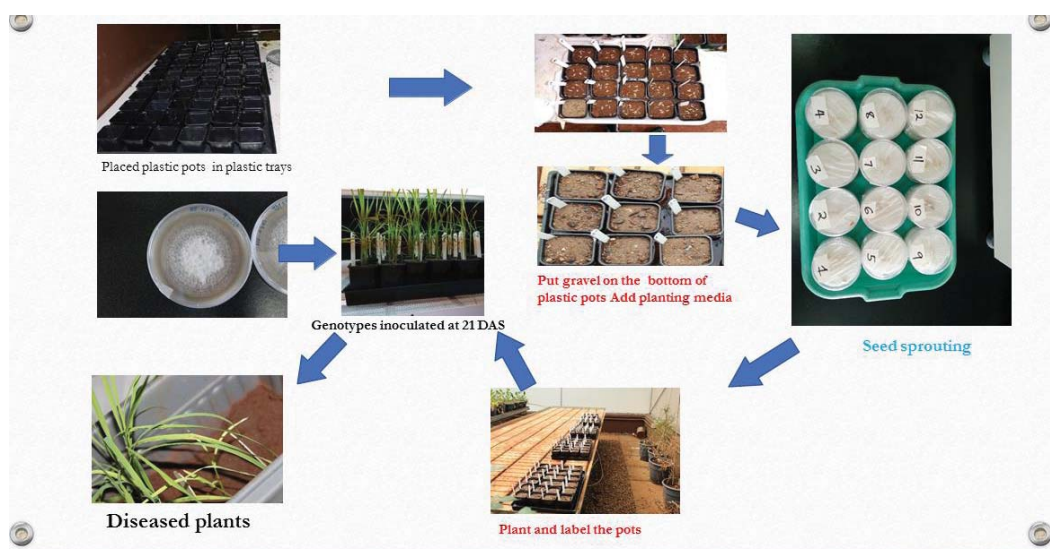 Placed plastic pots in plastic trays
Put gravel on the bottom of
plastic pots Add planting media
Genotypes inoculated at 21 DAS
Seed sprouting
Diseased plants
Plant and label the pots
4
8
12
3
7
11
2
6
10
1
5
9